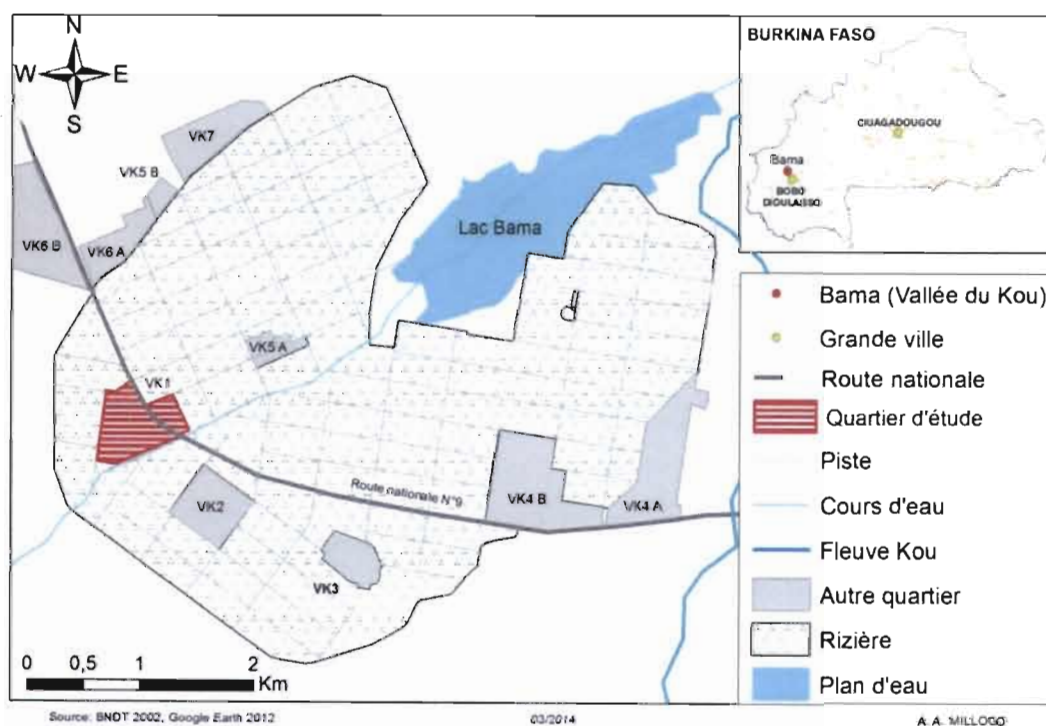 N
W E
S
VK7
VK5 B
VK6 B
VK6 A
Lac Bama
VK5 A
VK1
Route nationale N°9
VK2
VK4 B
VK4 A
VK3
0 0,5 1 2
Km
BURKINA FASO
OUAGADOUGOU
Bama
BOBO
DIOULASSO
Bama (Vallée du Kou)
Grande ville
Route nationale
Quartier d'étude
Piste
Cours d'eau
Fleuve Kou
Autre quartier
Rizière
Plan d'eau
Source: BNDT 2002, Google Earth 2012
03/2014
A. A. MILLOGO